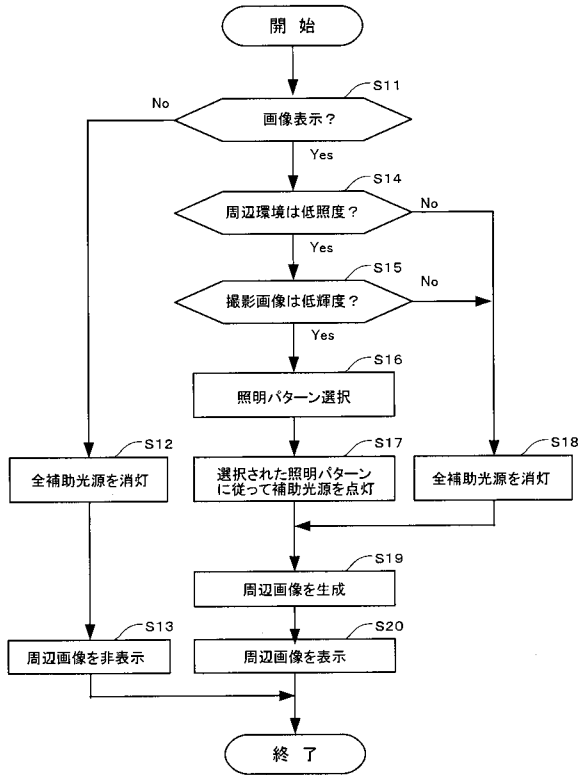 開 始
S11
No
画像表示？
Yes
S14
周辺環境は低照度？
No
Yes
S15
撮影画像は低輝度？
No
Yes
S16
照明パターン選択
S12
全補助光源を消灯
S17
選択された照明パターン
に従って補助光源を点灯
S18
全補助光源を消灯
S19
周辺画像を生成
S13
周辺画像を非表示
S20
周辺画像を表示
終 了